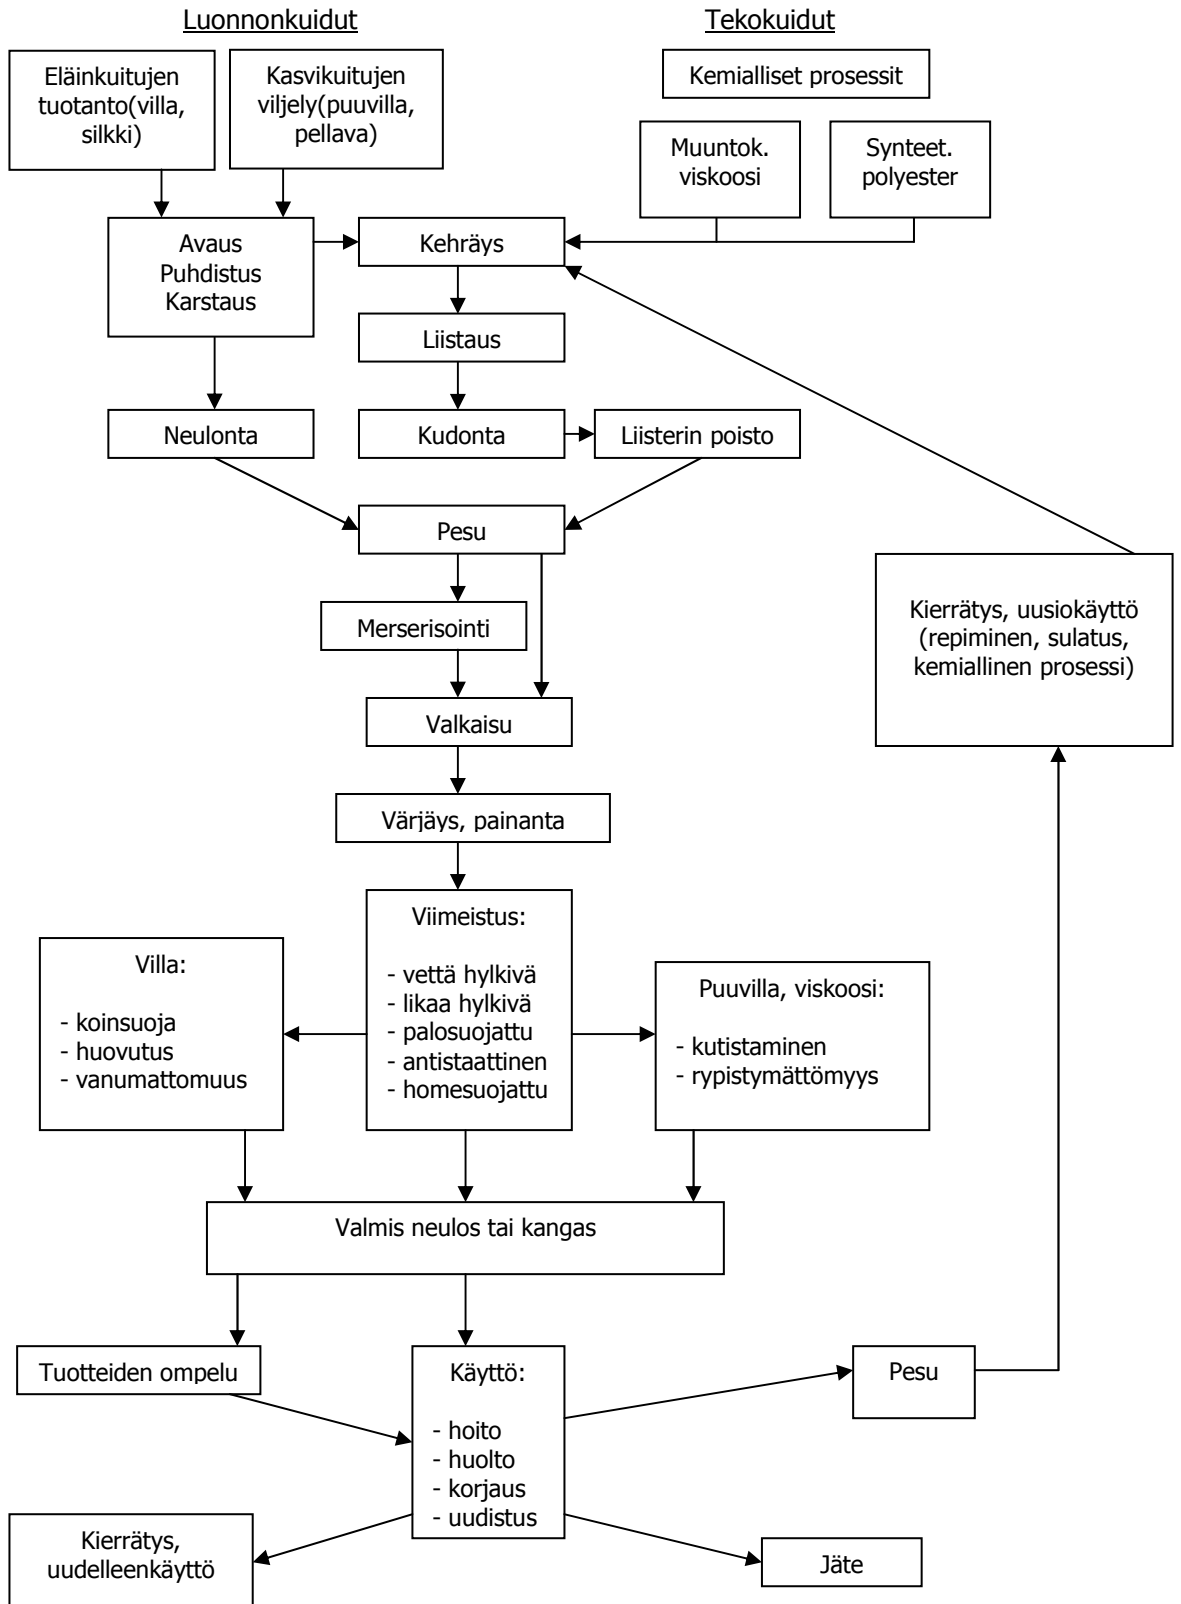 Luonnonkuidut
Tekokuidut
Eläinkuitujen
tuotanto(villa,
silkki)
Kasvikuitujen
viljely(puuvilla,
pellava)
Kemialliset prosessit
Muuntok.
viskoosi
Synteet.
polyester
Avaus
Puhdistus
Karstaus
Kehräys
Liistaus
Neulonta
Kudonta
Liisterin poisto
Pesu
Merserisointi
Kierrätys, uusiokäyttö
(repiminen, sulatus,
kemiallinen prosessi)
Valkaisu
Värjäys, painanta
Viimeistus:
- vettä hylkivä
- likaa hylkivä
- palosuojattu
- antistaattinen
- homesuojattu
Villa:
- koinsuoja
- huovutus
- vanumattomuus
Puuvilla, viskoosi:
- kutistaminen
- rypistymättömyys
Valmis neulos tai kangas
Tuotteiden ompelu
Käyttö:
- hoito
- huolto
- korjaus
- uudistus
Pesu
Kierrätys,
uudelleenkäyttö
Jäte